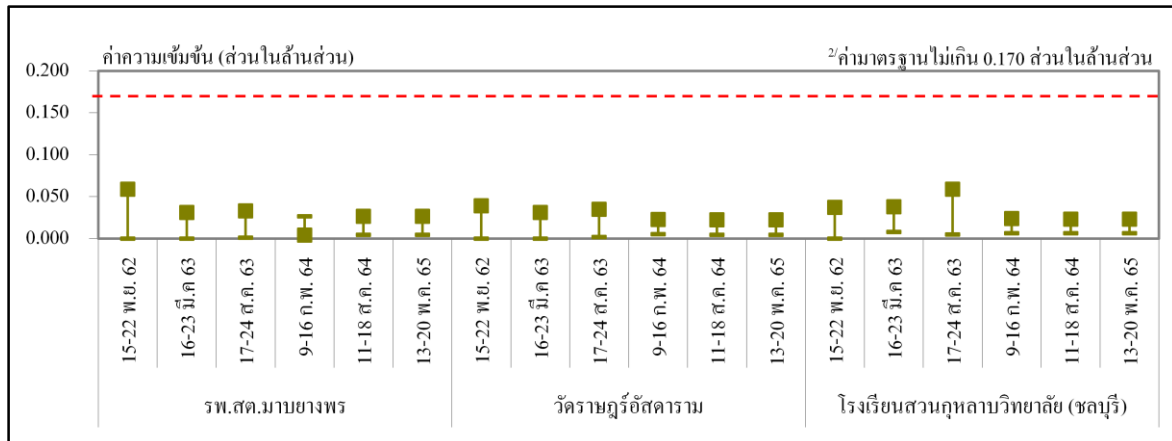 ค่าความเข้มข้น (ส่วนในล้านส่วน) ²/ค่ามาตรฐานไม่เกิน 0.170 ส่วนในล้านส่วน
0.200
0.150
0.100
0.050
0.000
15-22 พ.ย. 62
16-23 มี.ค 63
17-24 ส.ค. 63
9-16 ก.พ. 64
11-18 ส.ค. 64
13-20 พ.ค. 65
15-22 พ.ย. 62
16-23 มี.ค 63
17-24 ส.ค. 63
9-16 ก.พ. 64
11-18 ส.ค. 64
13-20 พ.ค. 65
15-22 พ.ย. 62
16-23 มี.ค 63
17-24 ส.ค. 63
9-16 ก.พ. 64
11-18 ส.ค. 64
13-20 พ.ค. 65
รพ.สต.มาบยางพร วัดราษฎร์อัสดาราม โรงเรียนสวนกุหลาบวิทยาลัย (ชลบุรี)